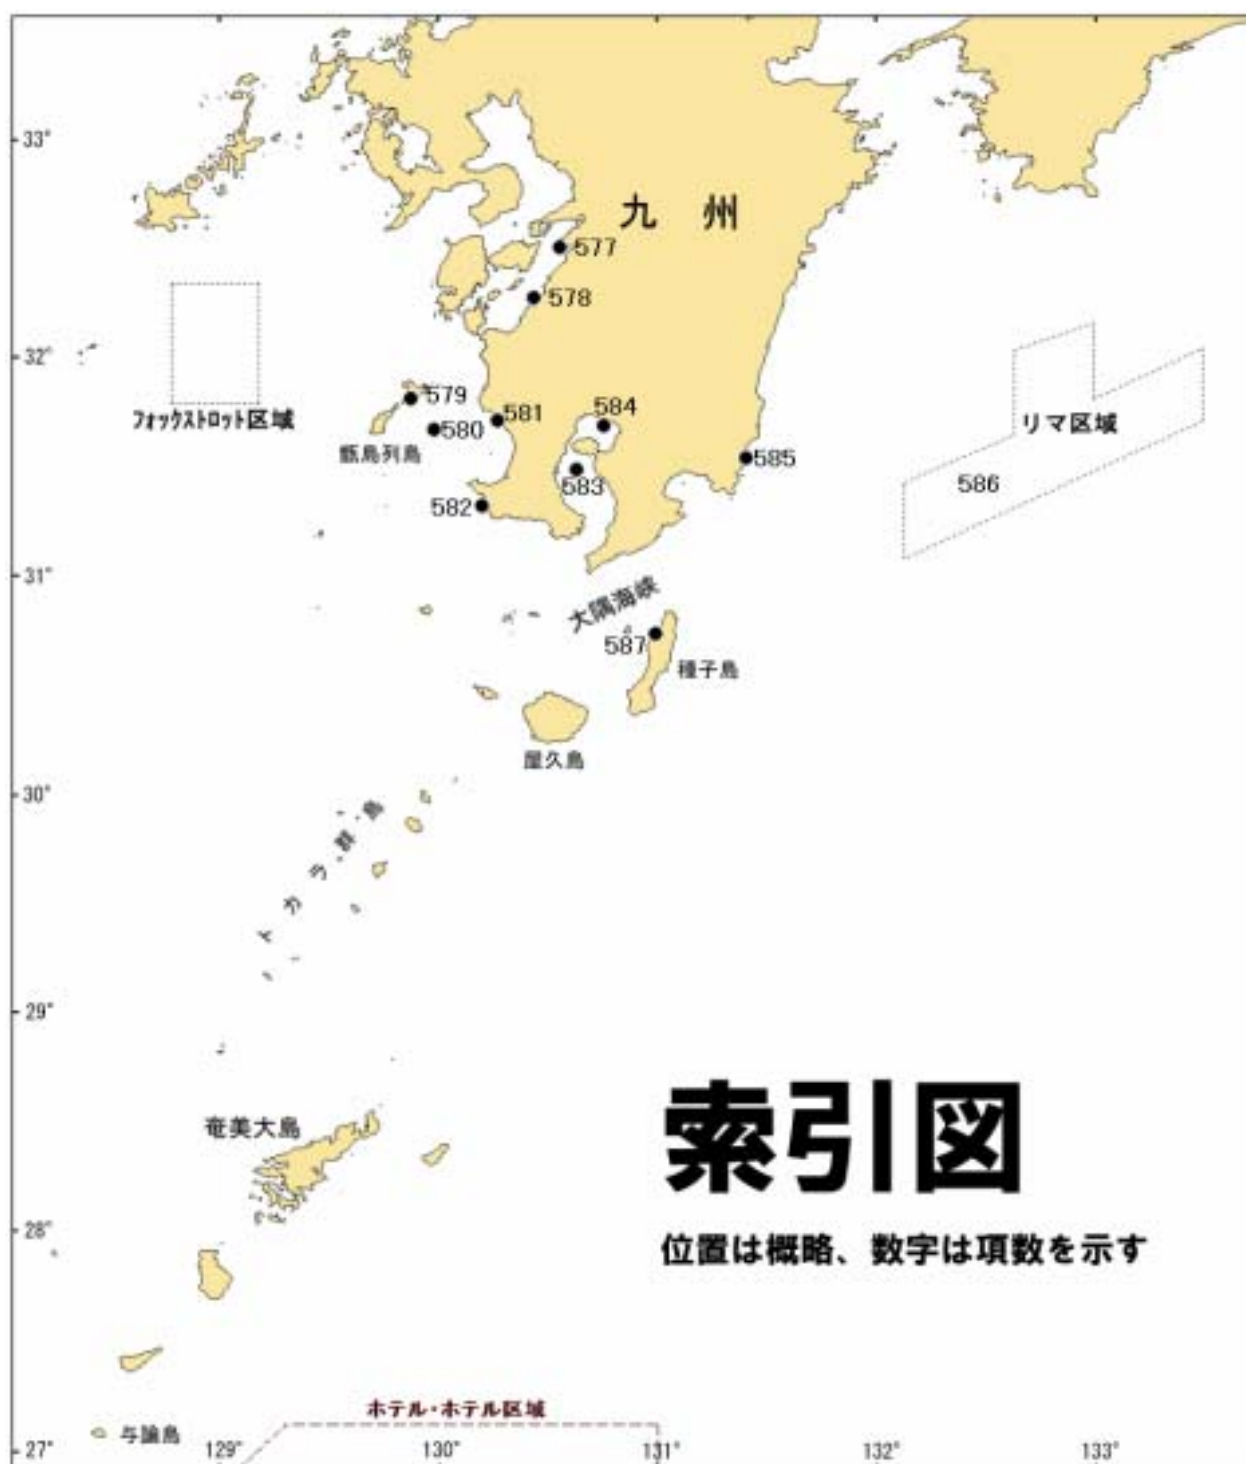 33°
九州
577
578
32°
579
581
584
フォックストロット区域
580
リマ区域
甑島列島
585
583
586
582
31°
大隅海峡
587
種子島
屋久島
30°
トカラ群島
29°
奄美大島
索引図
28°
位置は概略、数字は項数を示す
ホテル・ホテル区域
与論島
27°
129°
130°
131°
132°
133°